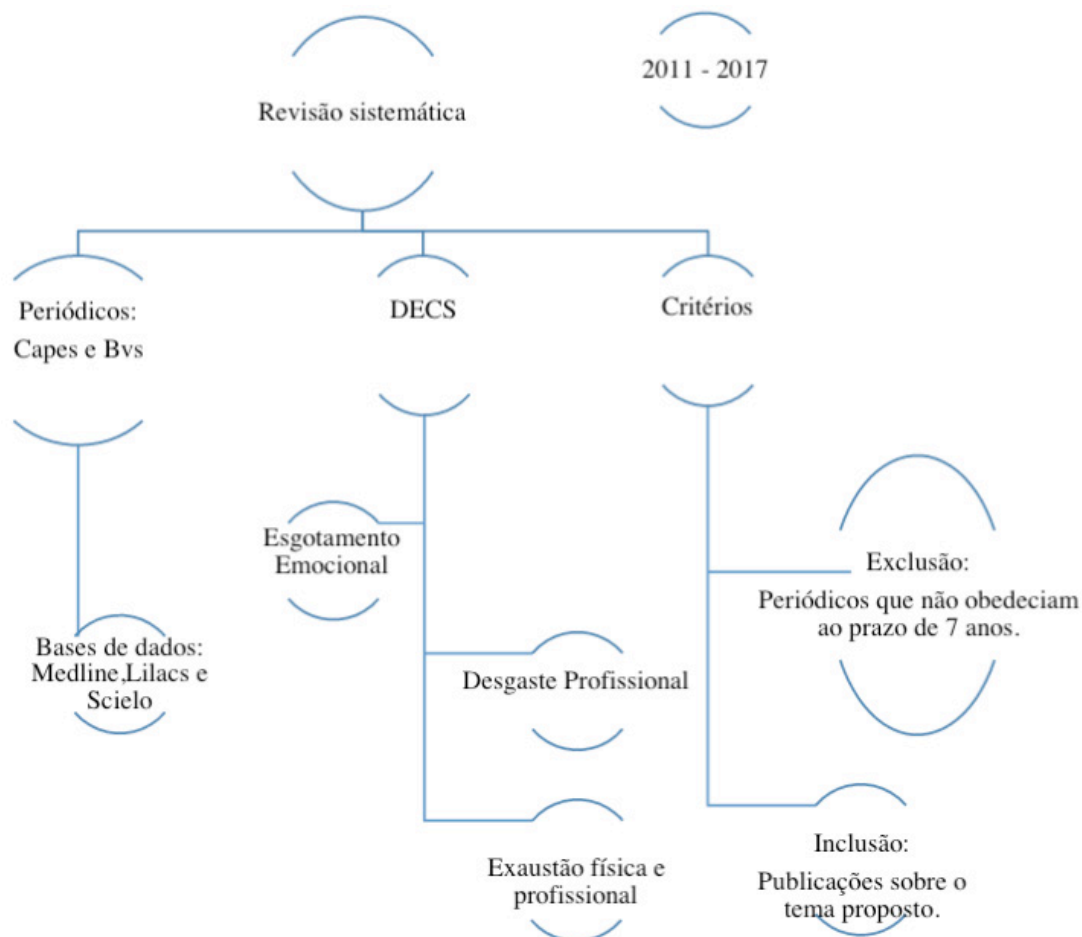 Revisão sistemática
2011 - 2017
Periódicos:
Capes e Bvs
DECS
Critérios
Esgotamento
Emocional
Bases de dados:
Medline,Lilacs e
Scielo
Desgaste Profissional
Exaustão física e
profissional
Exclusão:
Periódicos que não obedeciam
ao prazo de 7 anos.
Inclusão:
Publicações sobre o
tema proposto.